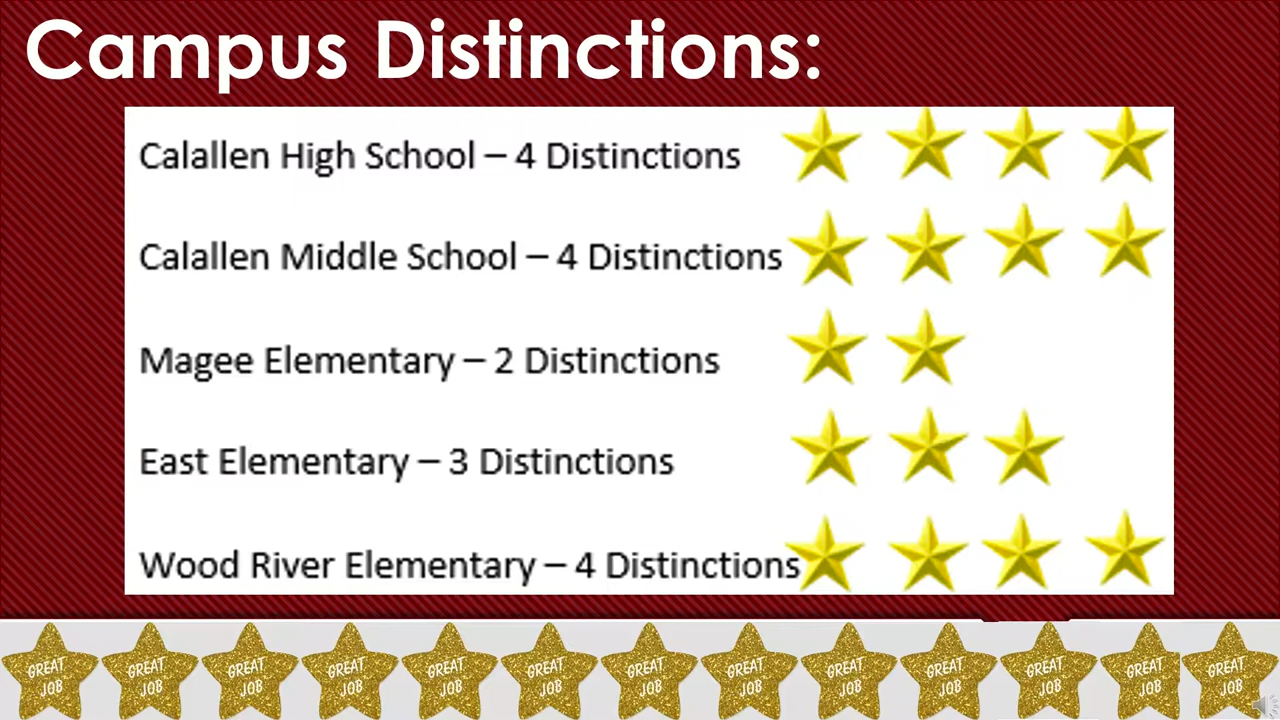 Campus Distinctions:
Calallen High School – 4 Distinctions
Calallen Middle School – 4 Distinctions
Magee Elementary – 2 Distinctions
East Elementary – 3 Distinctions
Wood River Elementary – 4 Distinctions
GREAT JOB GREAT JOB GREAT JOB GREAT JOB GREAT JOB GREAT JOB GREAT JOB GREAT JOB GREAT JOB GREAT JOB GREAT JOB GREAT JOB GREAT JOB